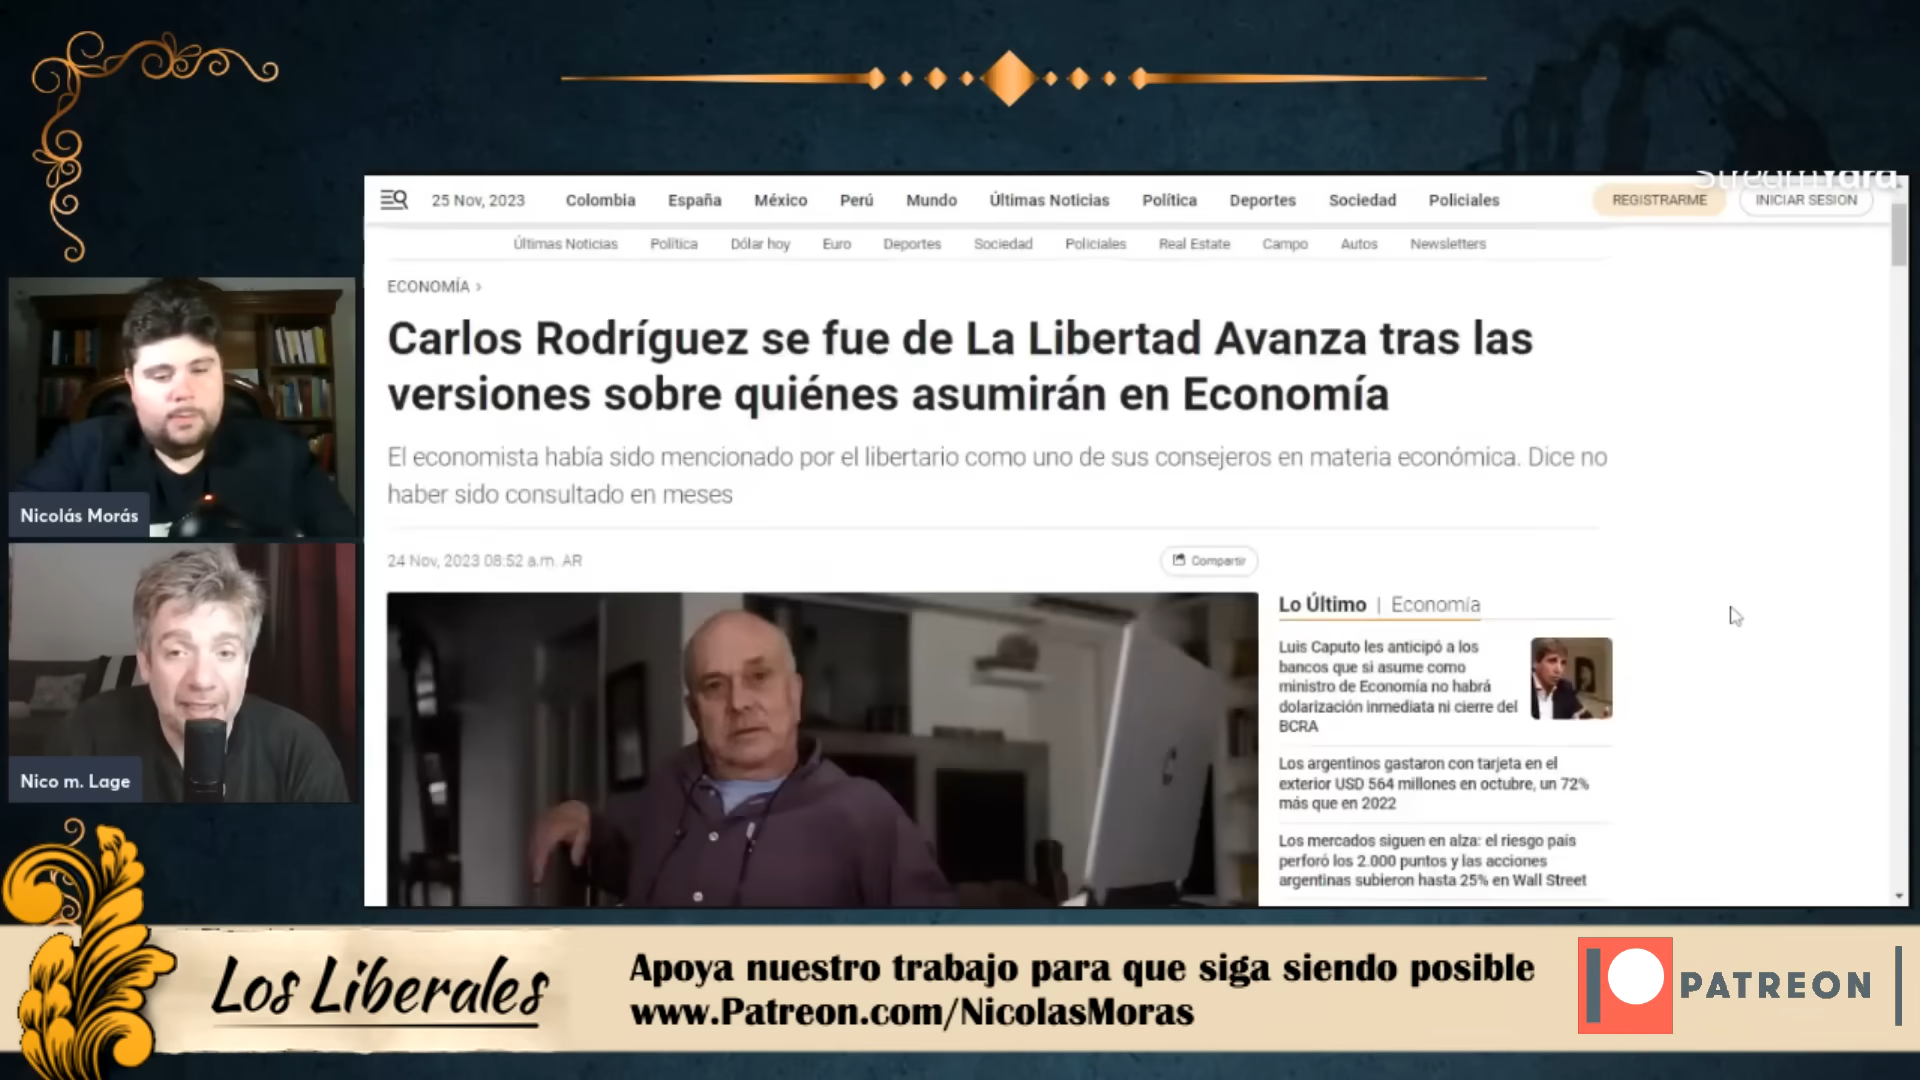 StreamYard
25 Nov, 2023 Colombia España México Perú Mundo Últimas Noticias Política Deportes Sociedad Policiales REGISTRARME INICIAR SESION
Últimas Noticias Política Dólar hoy Euro Deportes Sociedad Policiales Real Estate Campo Autos Newsletters
ECONOMÍA ›
Carlos Rodríguez se fue de La Libertad Avanza tras las
versiones sobre quiénes asumirán en Economía
El economista había sido mencionado por el libertario como uno de sus consejeros en materia económica. Dice no
haber sido consultado en meses
24 Nov, 2023 08:52 a.m. AR
Compartir
Lo Último | Economía
Luis Caputo les anticipó a los
bancos que si asume como
ministro de Economía no habrá
dolarización inmediata ni cierre del
BCRA
Los argentinos gastaron con tarjeta en el
exterior USD 564 millones en octubre, un 72%
más que en 2022
Los mercados siguen en alza: el riesgo país
perforó los 2.000 puntos y las acciones
argentinas subieron hasta 25% en Wall Street
Nicolás Morás
Nico m. Lage
Los Liberales
Apoya nuestro trabajo para que siga siendo posible
www.Patreon.com/NicolasMoras
PATREON